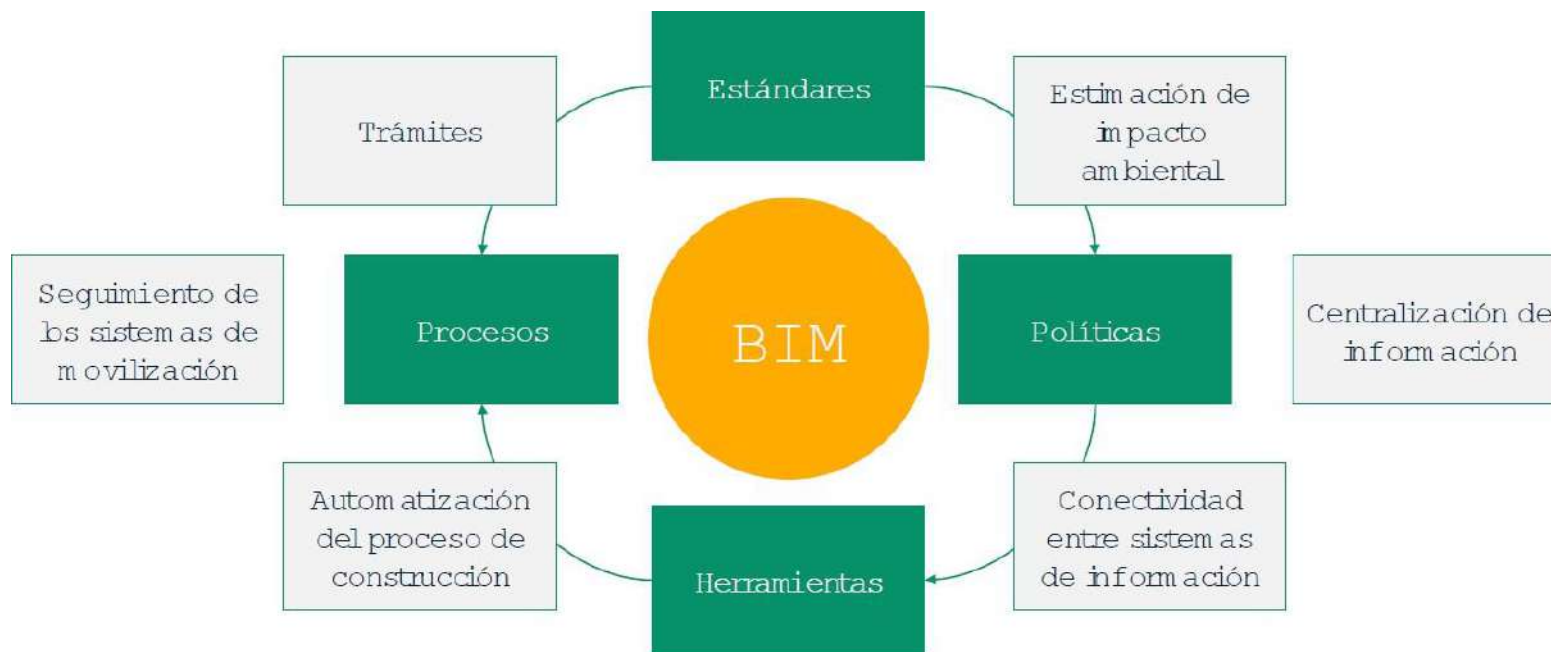 Estándares
Trámites
Estimación de
impacto
ambiental
Seguimiento de
los sistemas de
movilización
Procesos
BIM
Políticas
Centralización de
información
Automatización
del proceso de
construcción
Herramientas
Conectividad
entre sistemas
de información